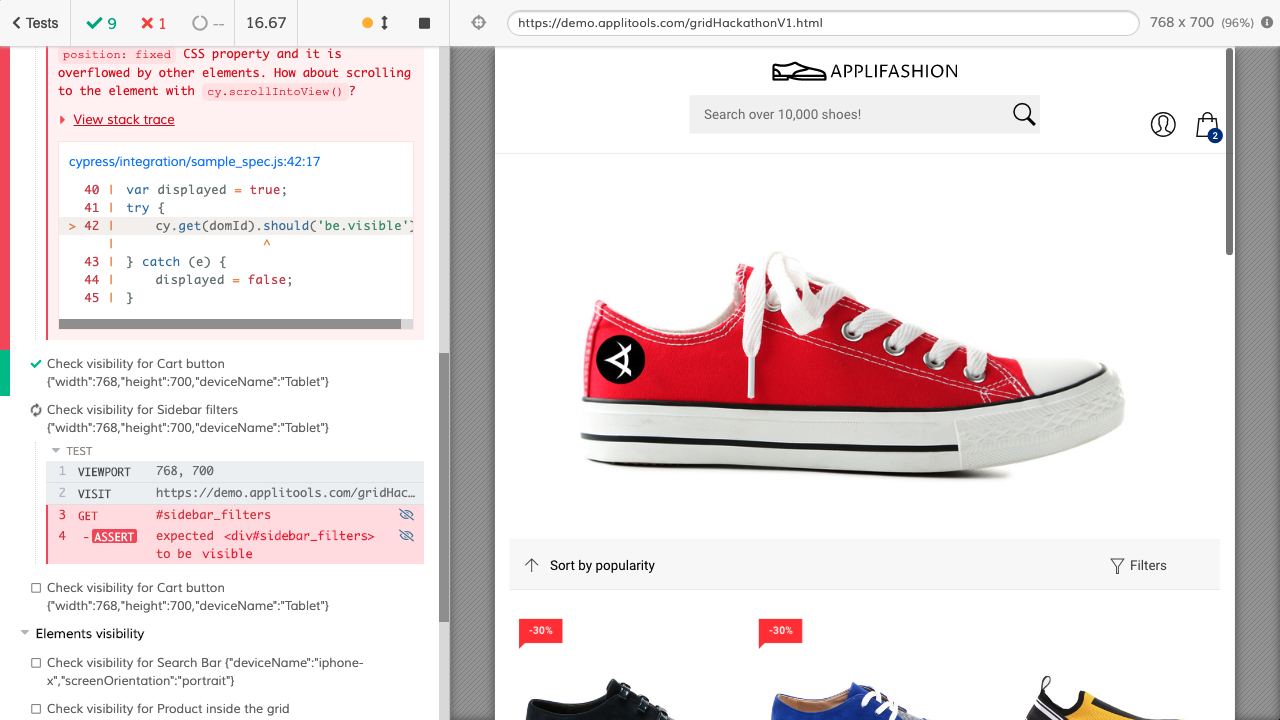 Tests
9
1
--
16.67
https://demo.applitools.com/gridHackathonV1.html
768 x 700 (96%)
position: fixed CSS property and it is
overflowed by other elements. How about scrolling
to the element with cy.scrollIntoView()?
View stack trace
cypress/integration/sample_spec.js:42:17
40 | var displayed = true;
41 | try {
> 42 | cy.get(domId).should('be.visible')
| ^
43 | } catch (e) {
44 | displayed = false;
45 | }
Check visibility for Cart button
{"width":768,"height":700,"deviceName":"Tablet"}
Check visibility for Sidebar filters
{"width":768,"height":700,"deviceName":"Tablet"}
TEST
1 VIEWPORT 768, 700
2 VISIT https://demo.applitools.com/gridHac...
3 GET #sidebar_filters
4 -ASSERT expected <div#sidebar_filters>
to be visible
Check visibility for Cart button
{"width":768,"height":700,"deviceName":"Tablet"}
Elements visibility
Check visibility for Search Bar {"deviceName":"iphone-
x","screenOrientation":"portrait"}
Check visibility for Product inside the grid
APPLIFASHION
Search over 10,000 shoes!
2
Sort by popularity
Filters
-30%
-30%